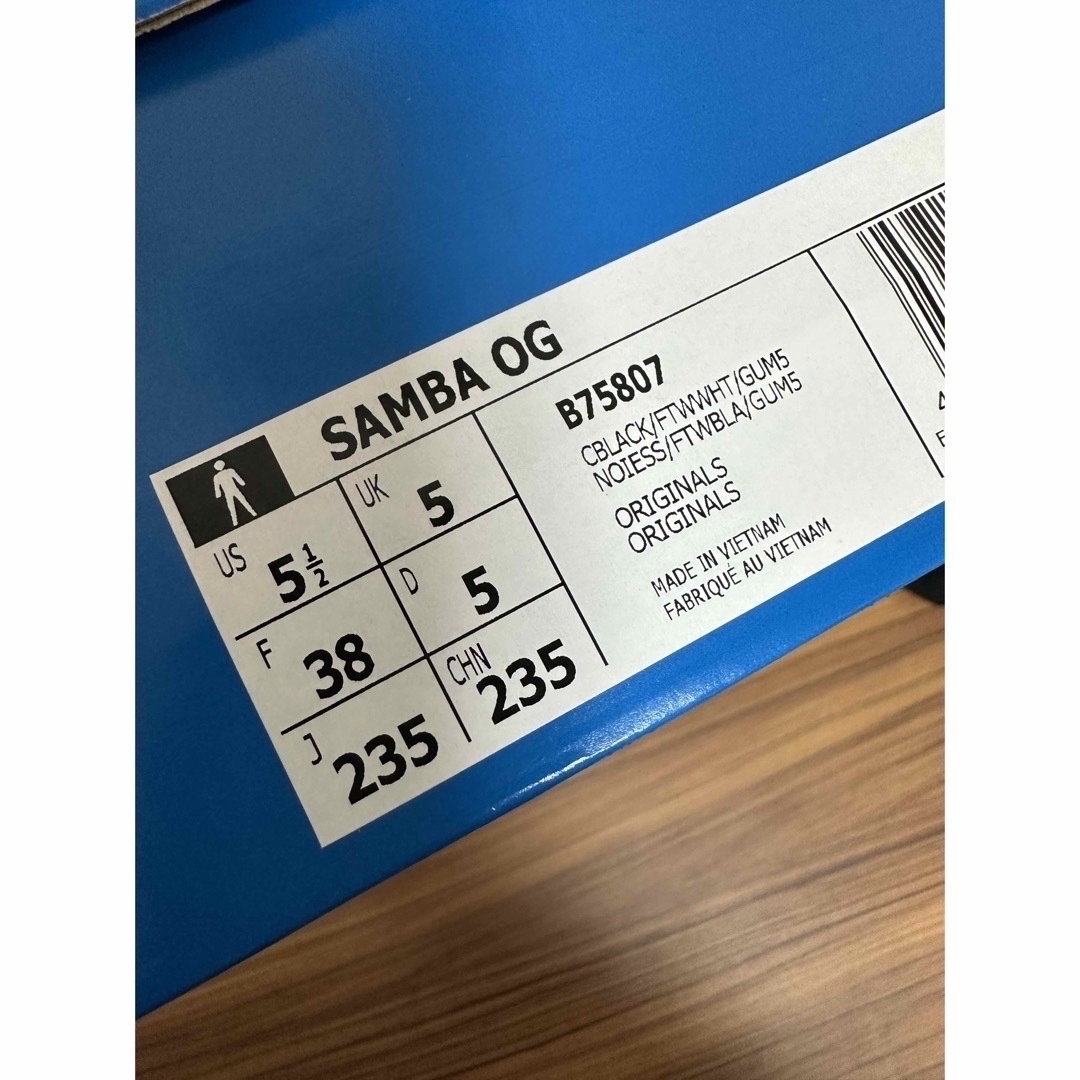 SAMBA OG
US 5½
UK 5
F 38
D 5
J 235
CHN 235
B75807
CBLACK/FTWWHT/GUM5
NOIESS/FTWBLA/GUM5
ORIGINALS
ORIGINALS
MADE IN VIETNAM
FABRIQUÉ AU VIETNAM